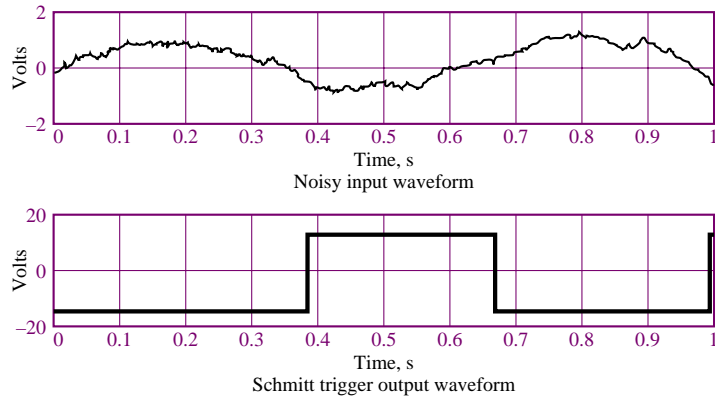 2
0
–2
Volts
0 0.1 0.2 0.3 0.4 0.5 0.6 0.7 0.8 0.9 1
Time, s
Noisy input waveform
20
0
–20
Volts
0 0.1 0.2 0.3 0.4 0.5 0.6 0.7 0.8 0.9 1
Time, s
Schmitt trigger output waveform